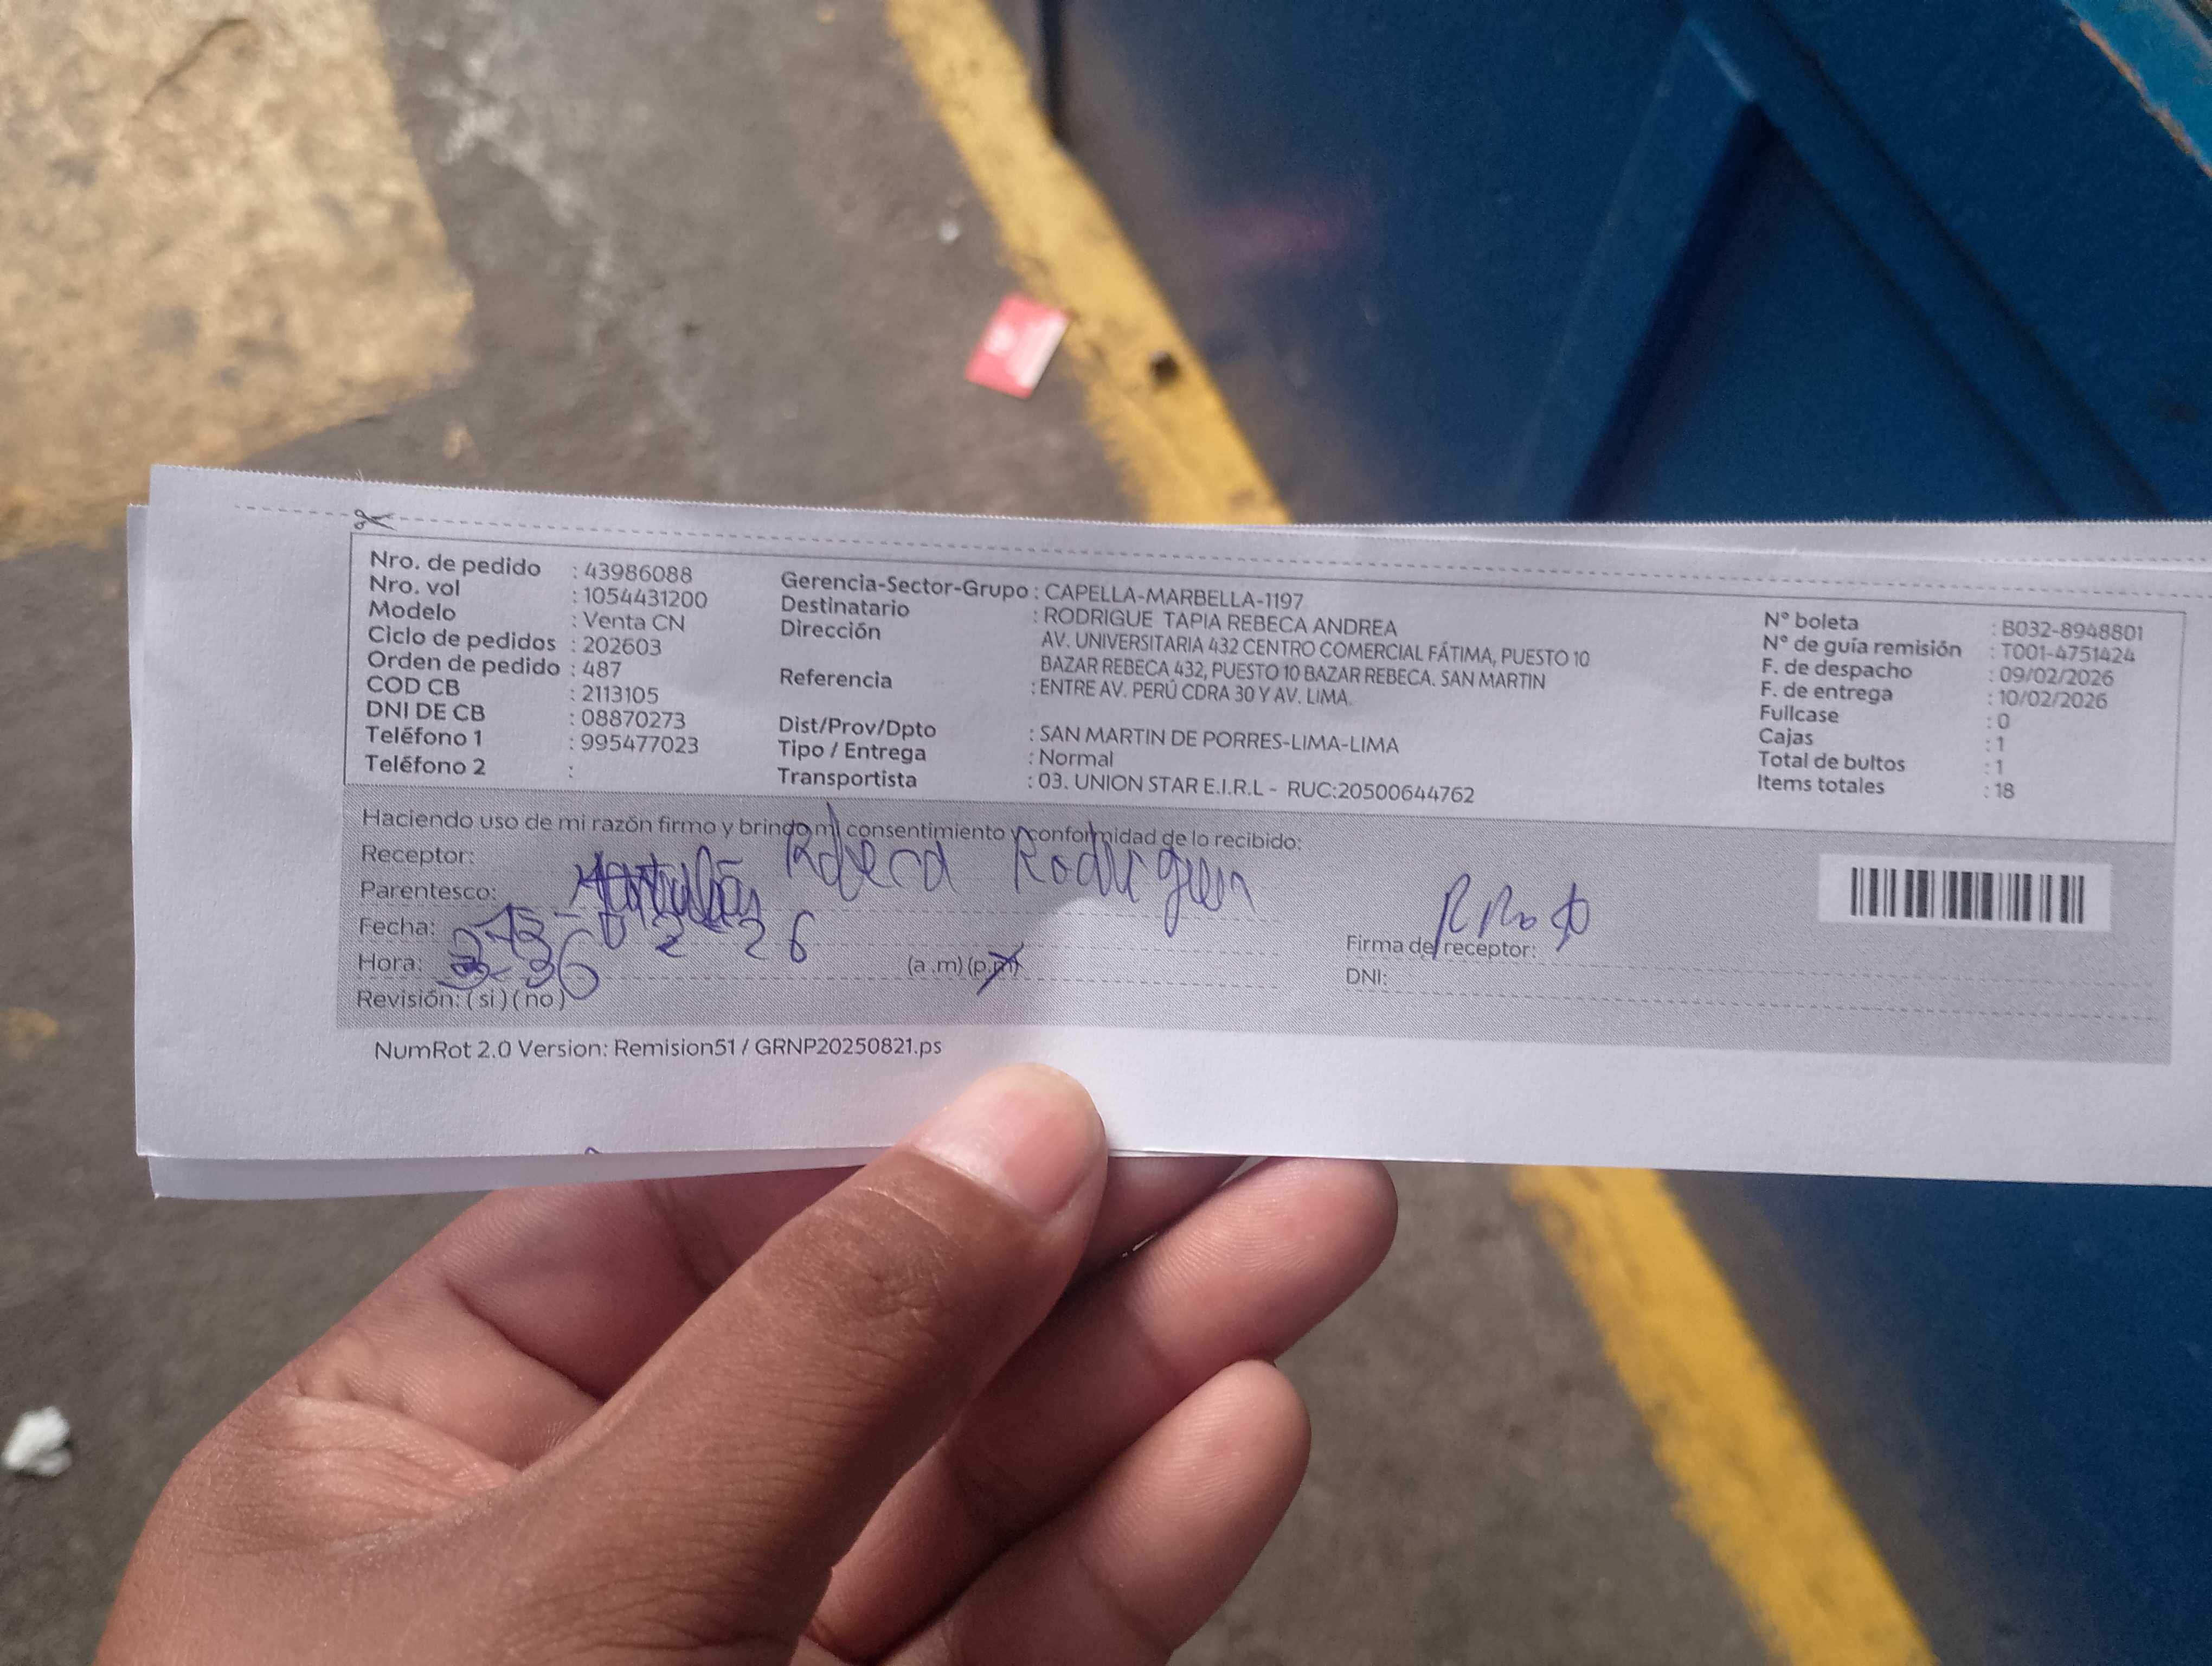 Nro. de pedido : 43986088
Nro. vol : 1054431200
Modelo : Venta CN
Ciclo de pedidos : 202603
Orden de pedido : 487
COD CB : 2113105
DNI DE CB : 08870273
Teléfono 1 : 995477023
Teléfono 2 :
Gerencia-Sector-Grupo : CAPELLA-MARBELLA-1197
Destinatario : RODRIGUE TAPIA REBECA ANDREA
Dirección AV. UNIVERSITARIA 432 CENTRO COMERCIAL FÁTIMA, PUESTO 10
BAZAR REBECA 432, PUESTO 10 BAZAR REBECA. SAN MARTIN
Referencia : ENTRE AV. PERÚ CDRA 30 Y AV. LIMA.
Dist/Prov/Dpto : SAN MARTIN DE PORRES-LIMA-LIMA
Tipo / Entrega : Normal
Transportista : 03. UNION STAR E.I.R.L - RUC:20500644762
N° boleta : B032-8948801
N° de guía remisión : T001-4751424
F. de despacho : 09/02/2026
F. de entrega : 10/02/2026
Fullcase : 0
Cajas : 1
Total de bultos : 1
Items totales : 18
Haciendo uso de mi razón firmo y brindo mi consentimiento y conformidad de lo recibido:
Receptor:
Parentesco:
Fecha:
Hora: (a.m) (p.m)
Revisión: ( si ) ( no )
Firma del receptor:
DNI:
NumRot 2.0 Version: Remision51 / GRNP20250821.ps